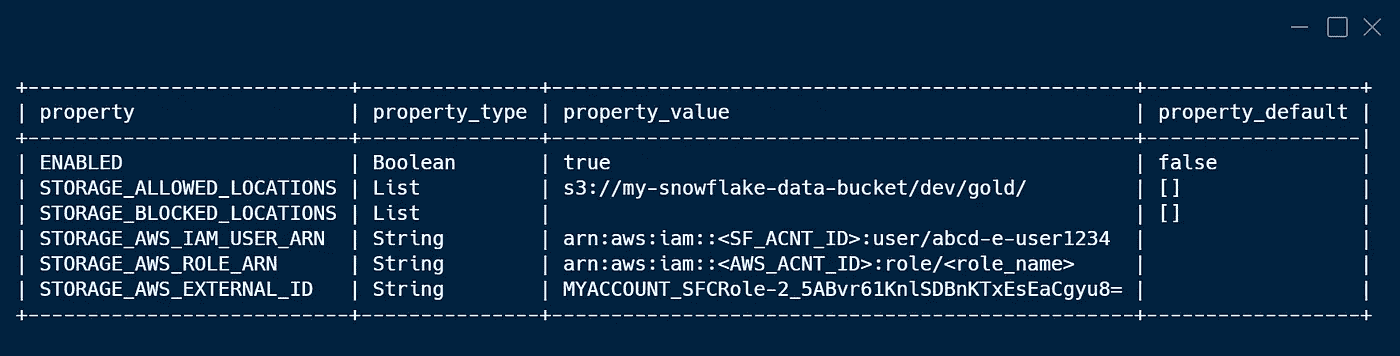 +---------------------------+---------------+-------------------------------------------------+------------------+
| property                  | property_type | property_value                                  | property_default |
+---------------------------+---------------+-------------------------------------------------+------------------|
| ENABLED                   | Boolean       | true                                            | false            |
| STORAGE_ALLOWED_LOCATIONS | List          | s3://my-snowflake-data-bucket/dev/gold/         | []               |
| STORAGE_BLOCKED_LOCATIONS | List          |                                                 | []               |
| STORAGE_AWS_IAM_USER_ARN  | String        | arn:aws:iam::<SF_ACNT_ID>:user/abcd-e-user1234  |                  |
| STORAGE_AWS_ROLE_ARN      | String        | arn:aws:iam::<AWS_ACNT_ID>:role/<role_name>     |                  |
| STORAGE_AWS_EXTERNAL_ID   | String        | MYACCOUNT_SFCRole-2_5ABvr61KnlSDBnKTxEsEaCgyu8= |                  |
+---------------------------+---------------+-------------------------------------------------+------------------+